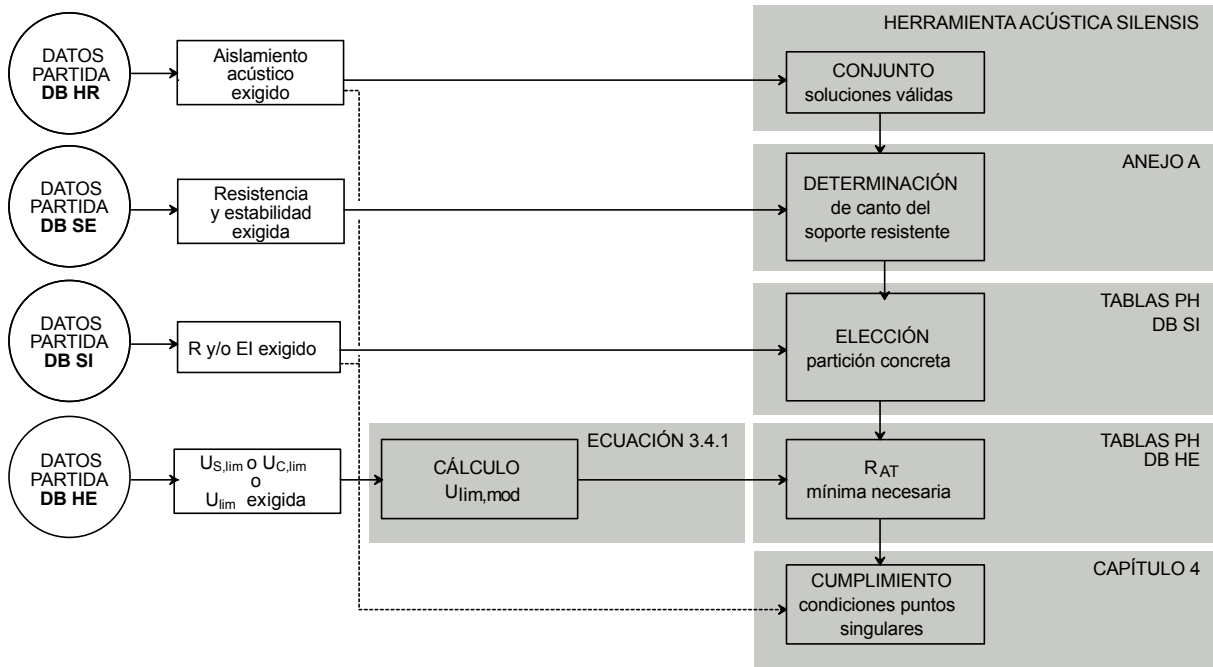 HERRAMIENTA ACÚSTICA SILENSIS
DATOS
PARTIDA
DB HR
Aislamiento
acústico
exigido
CONJUNTO
soluciones válidas
ANEJO A
DATOS
PARTIDA
DB SE
Resistencia
y estabilidad
exigida
DETERMINACIÓN
de canto del
soporte resistente
TABLAS PH
DB SI
DATOS
PARTIDA
DB SI
R y/o EI exigido
ELECCIÓN
partición concreta
DATOS
PARTIDA
DB HE
US,lim o UC,lim
o
Ulim exigida
ECUACIÓN 3.4.1
CÁLCULO
Ulim,mod
TABLAS PH
DB HE
RAT
mínima necesaria
CAPÍTULO 4
CUMPLIMIENTO
condiciones puntos
singulares